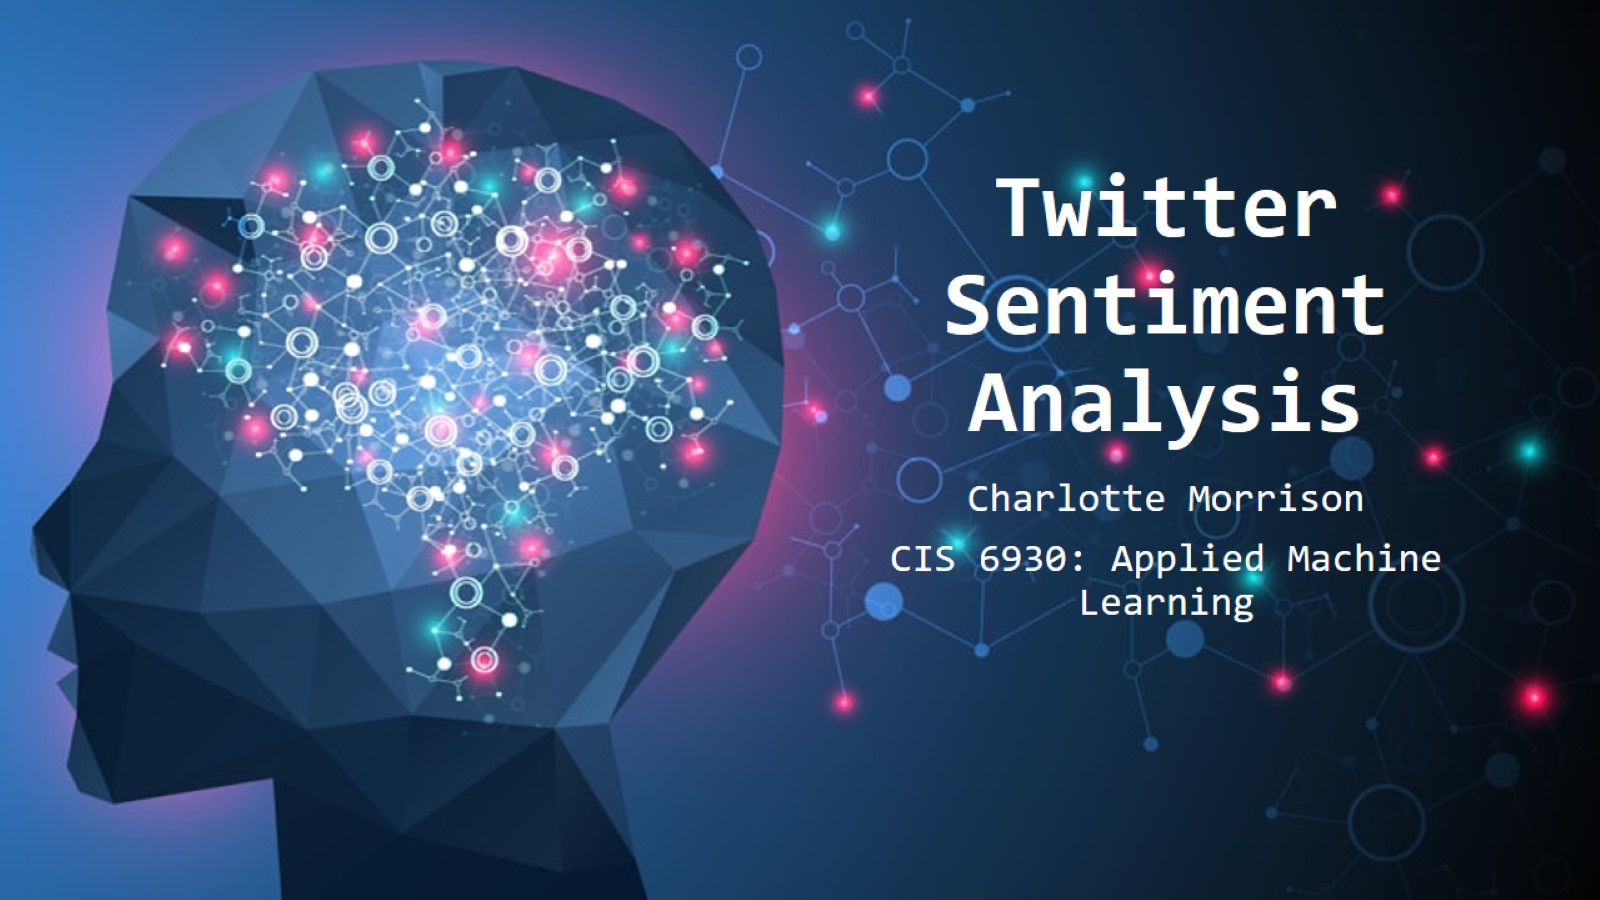 Twitter
Sentiment
Analysis
Charlotte Morrison
CIS 6930: Applied Machine
Learning